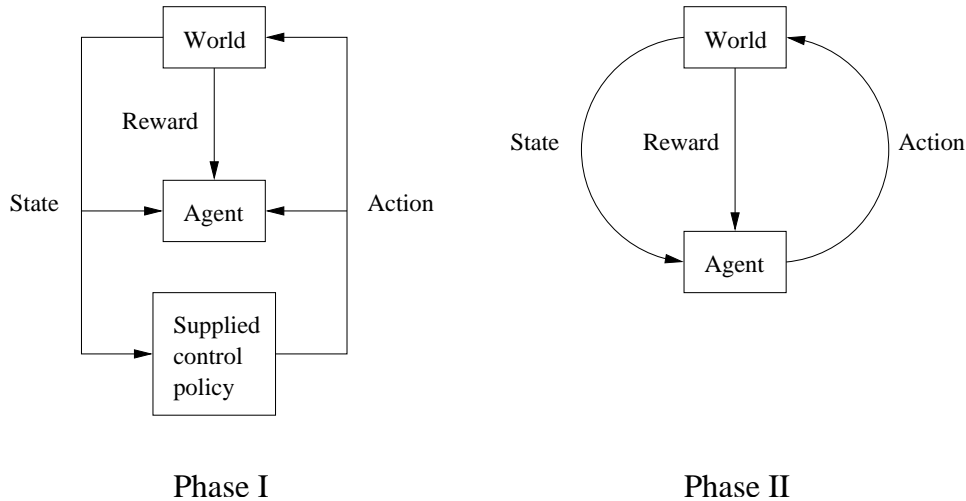 World
Reward
State
Agent
Action
Supplied
control
policy
Phase I
World
State
Reward
Action
Agent
Phase II